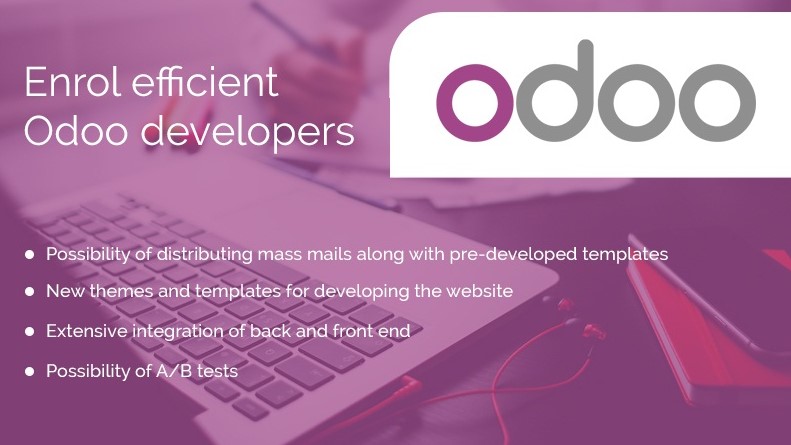 Enrol efficient
Odoo developers
odoo
Possibility of distributing mass mails along with pre-developed templates
New themes and templates for developing the website
Extensive integration of back and front end
Possibility of A/B tests